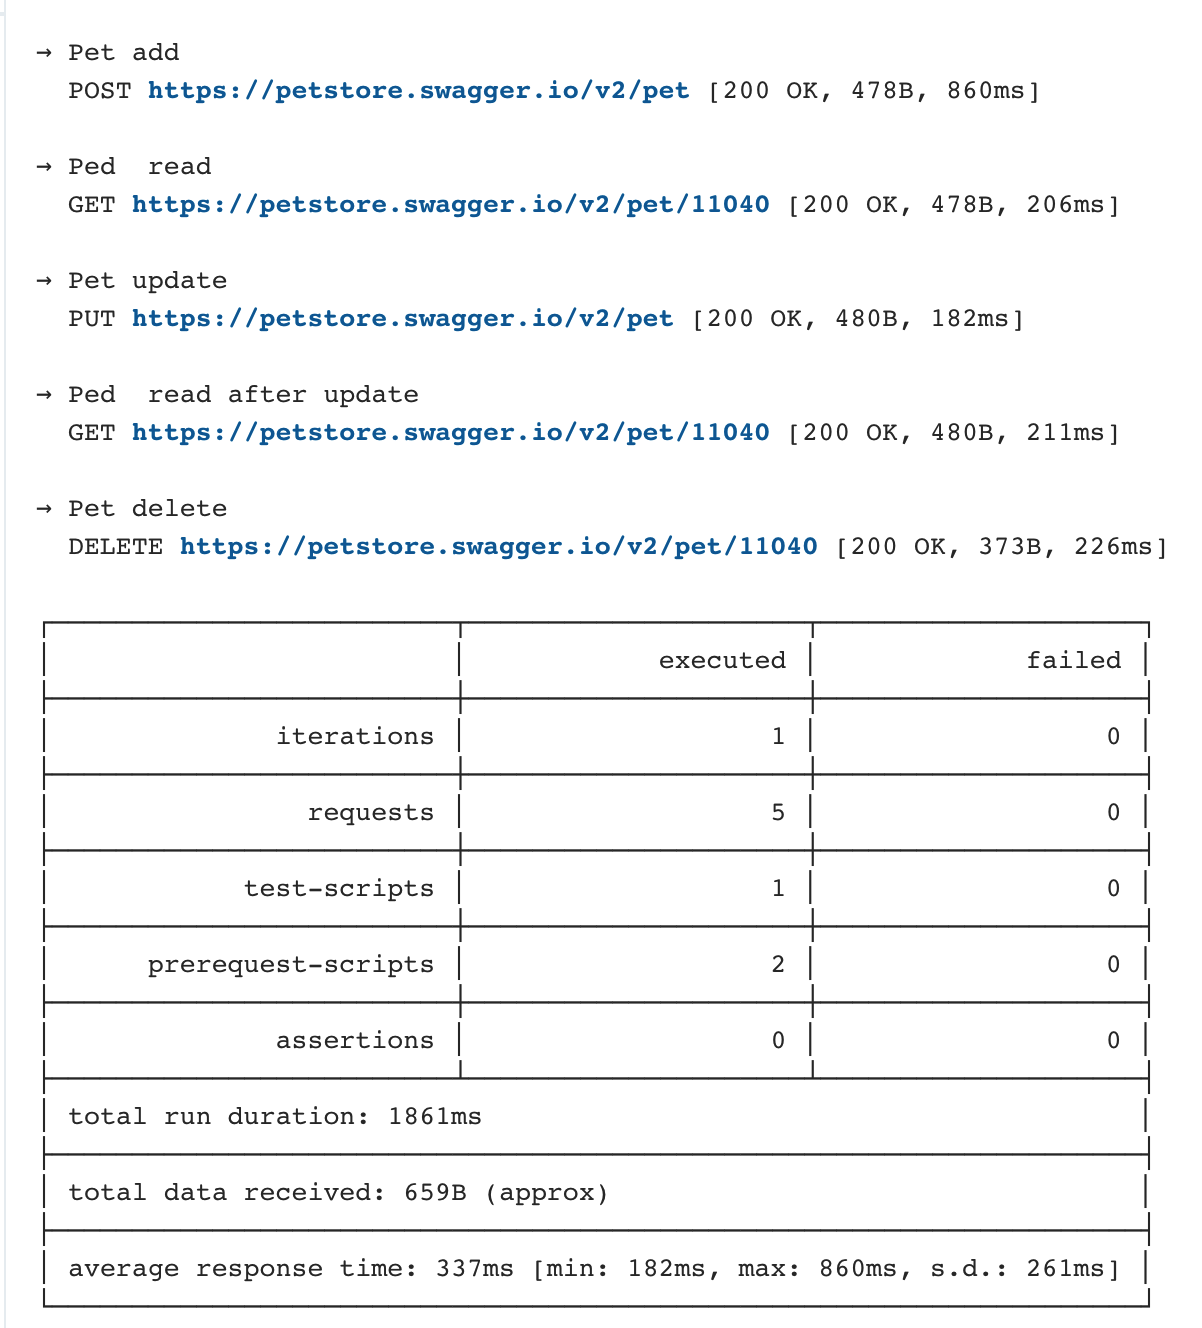 → Pet add
POST https://petstore.swagger.io/v2/pet [200 OK, 478B, 860ms]
→ Ped  read
GET https://petstore.swagger.io/v2/pet/11040 [200 OK, 478B, 206ms]
→ Pet update
PUT https://petstore.swagger.io/v2/pet [200 OK, 480B, 182ms]
→ Ped  read after update
GET https://petstore.swagger.io/v2/pet/11040 [200 OK, 480B, 211ms]
→ Pet delete
DELETE https://petstore.swagger.io/v2/pet/11040 [200 OK, 373B, 226ms]
executed failed
iterations 1 0
requests 5 0
test-scripts 1 0
prerequest-scripts 2 0
assertions 0 0
total run duration: 1861ms
total data received: 659B (approx)
average response time: 337ms [min: 182ms, max: 860ms, s.d.: 261ms]